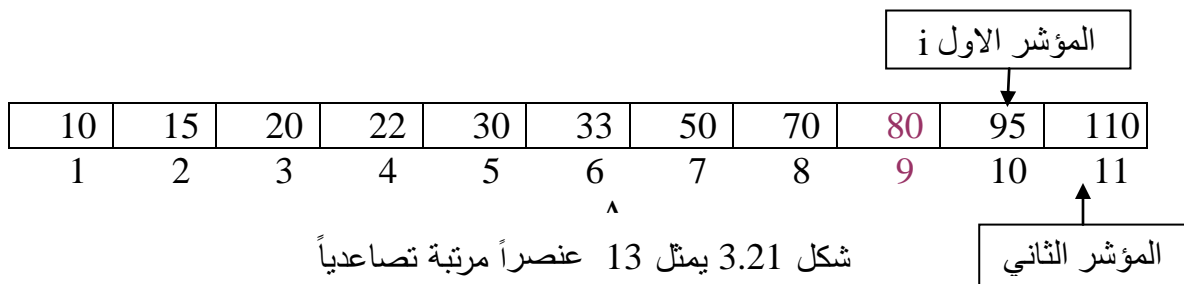 المؤشر الاول i
10 15 20 22 30 33 50 70 80 95 110
1 2 3 4 5 6 7 8 9 10 11
شكل 3.21 يمثل 13 عنصراً مرتبة تصاعدياً
المؤشر الثاني